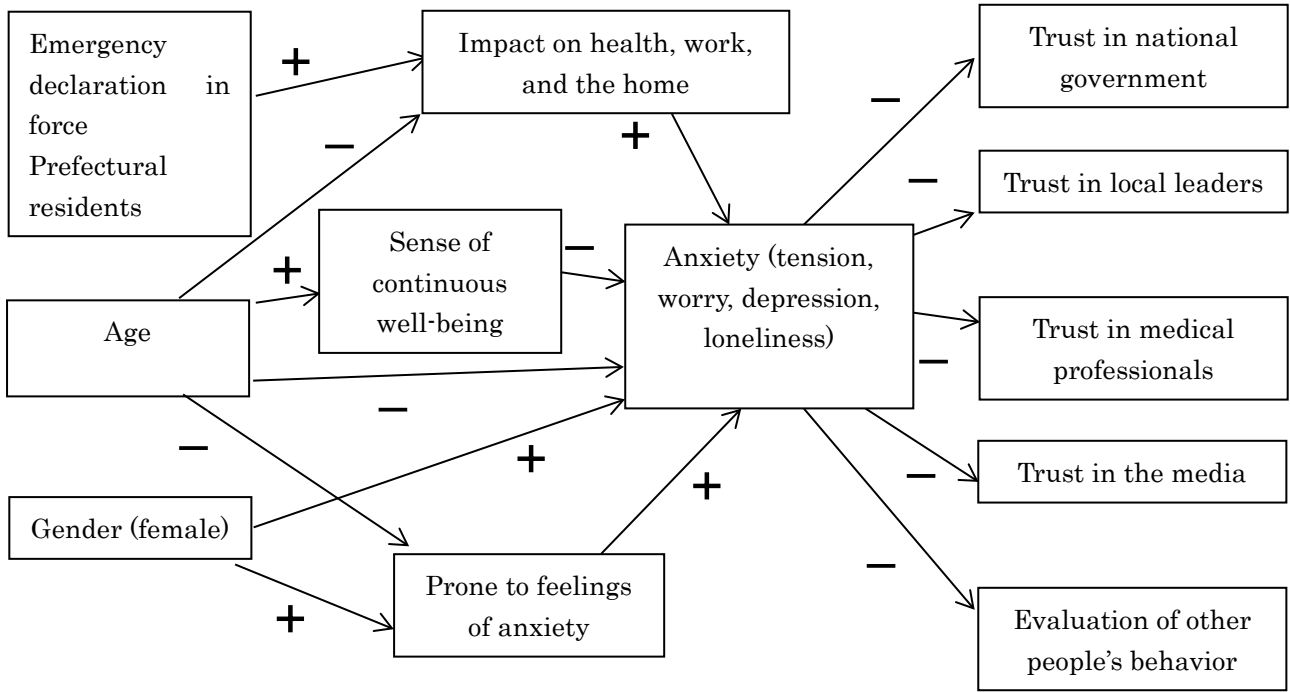 Emergency
declaration in
force
Prefectural
residents
+
Impact on health, work,
and the home
−
+
Trust in national
government
−
−
Trust in local leaders
Age
+
Sense of
continuous
well-being
−
Anxiety (tension,
worry, depression,
loneliness)
−
−
Trust in medical
professionals
−
Gender (female)
+
+
Prone to feelings
of anxiety
+
−
Trust in the media
−
Evaluation of other
people’s behavior